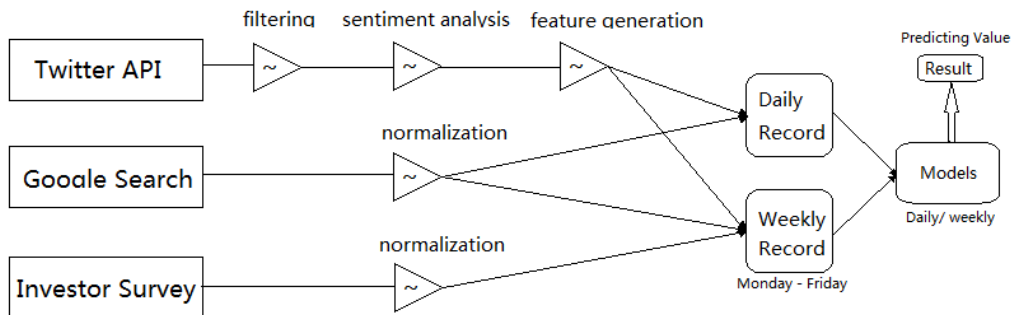 filtering
sentiment analysis
feature generation
Predicting Value
Twitter API
~
~
~
Result
Daily
Record
normalization
Google Search
~
Models
Daily/ weekly
Weekly
Record
normalization
Investor Survey
~
Monday - Friday